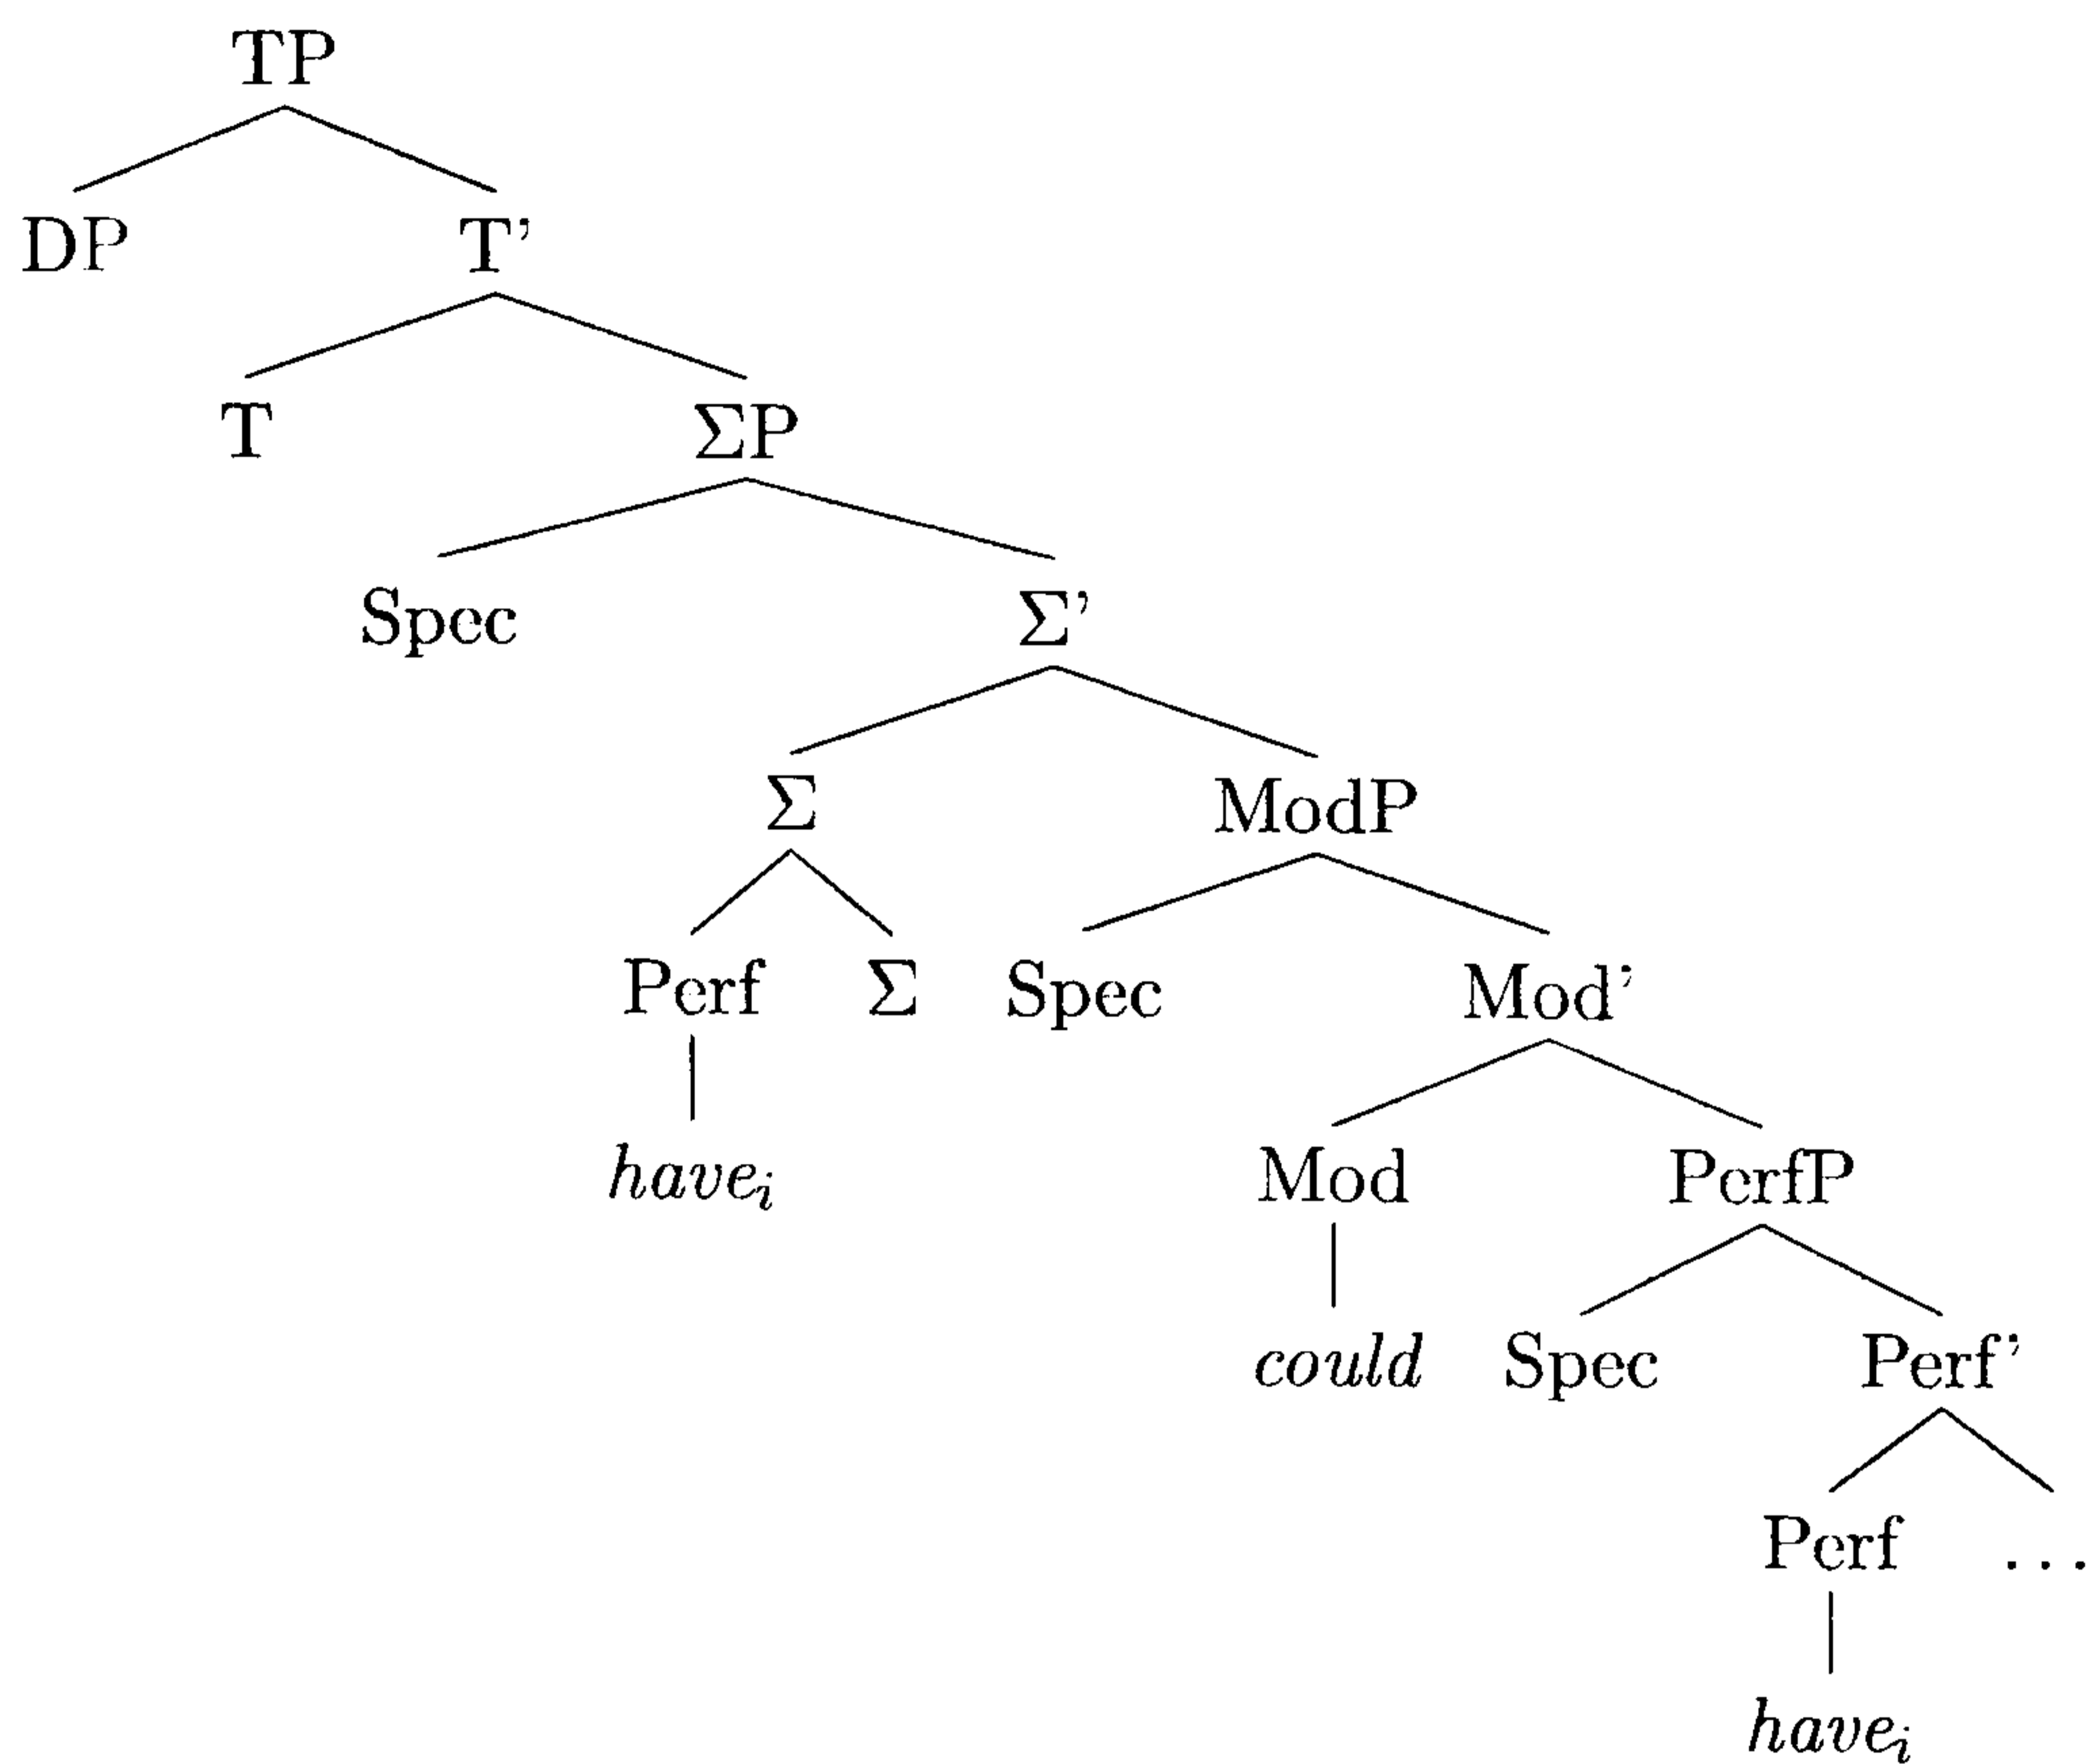 TP
DP T'
T ΣP
Spec Σ'
Σ ModP
Perf Σ Spec Mod'
have_i Mod PerfP
could Spec Perf'
Perf ...
have_i